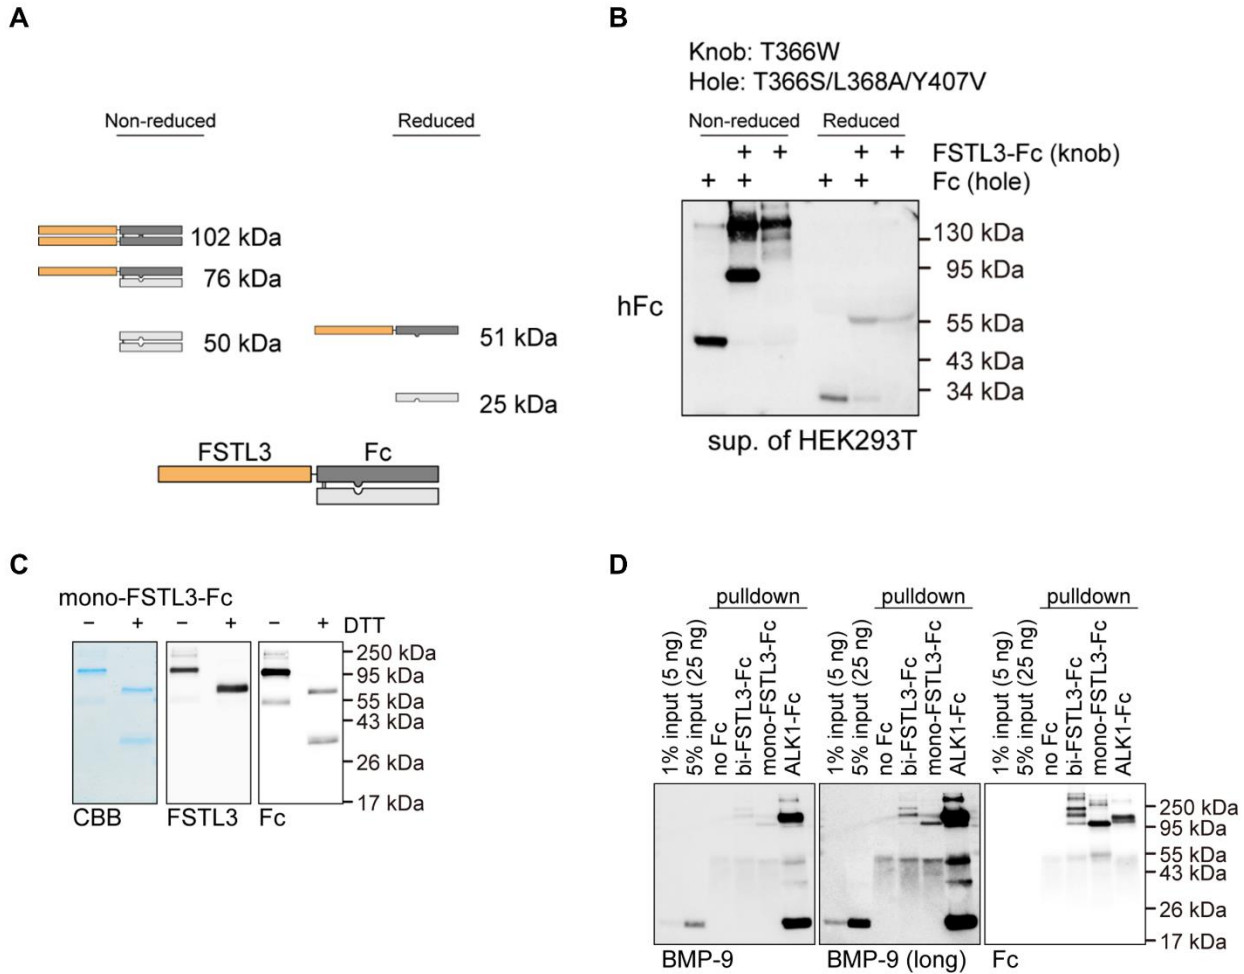 A
Non-reduced
Reduced
102 kDa
76 kDa
50 kDa
51 kDa
25 kDa
FSTL3
Fc
B
Knob: T366W
Hole: T366S/L368A/Y407V
Non-reduced Reduced
+ + + + FSTL3-Fc (knob)
+ + + + Fc (hole)
hFc
130 kDa
95 kDa
55 kDa
43 kDa
34 kDa
sup. of HEK293T
C
mono-FSTL3-Fc
− + − + − + DTT
250 kDa
95 kDa
55 kDa
43 kDa
26 kDa
17 kDa
CBB
FSTL3
Fc
D
pulldown
pulldown
pulldown
1% input (5 ng)
5% input (25 ng)
no Fc
bi-FSTL3-Fc
mono-FSTL3-Fc
ALK1-Fc
1% input (5 ng)
5% input (25 ng)
no Fc
bi-FSTL3-Fc
mono-FSTL3-Fc
ALK1-Fc
1% input (5 ng)
5% input (25 ng)
no Fc
bi-FSTL3-Fc
mono-FSTL3-Fc
ALK1-Fc
250 kDa
95 kDa
55 kDa
43 kDa
26 kDa
17 kDa
BMP-9
BMP-9 (long)
Fc